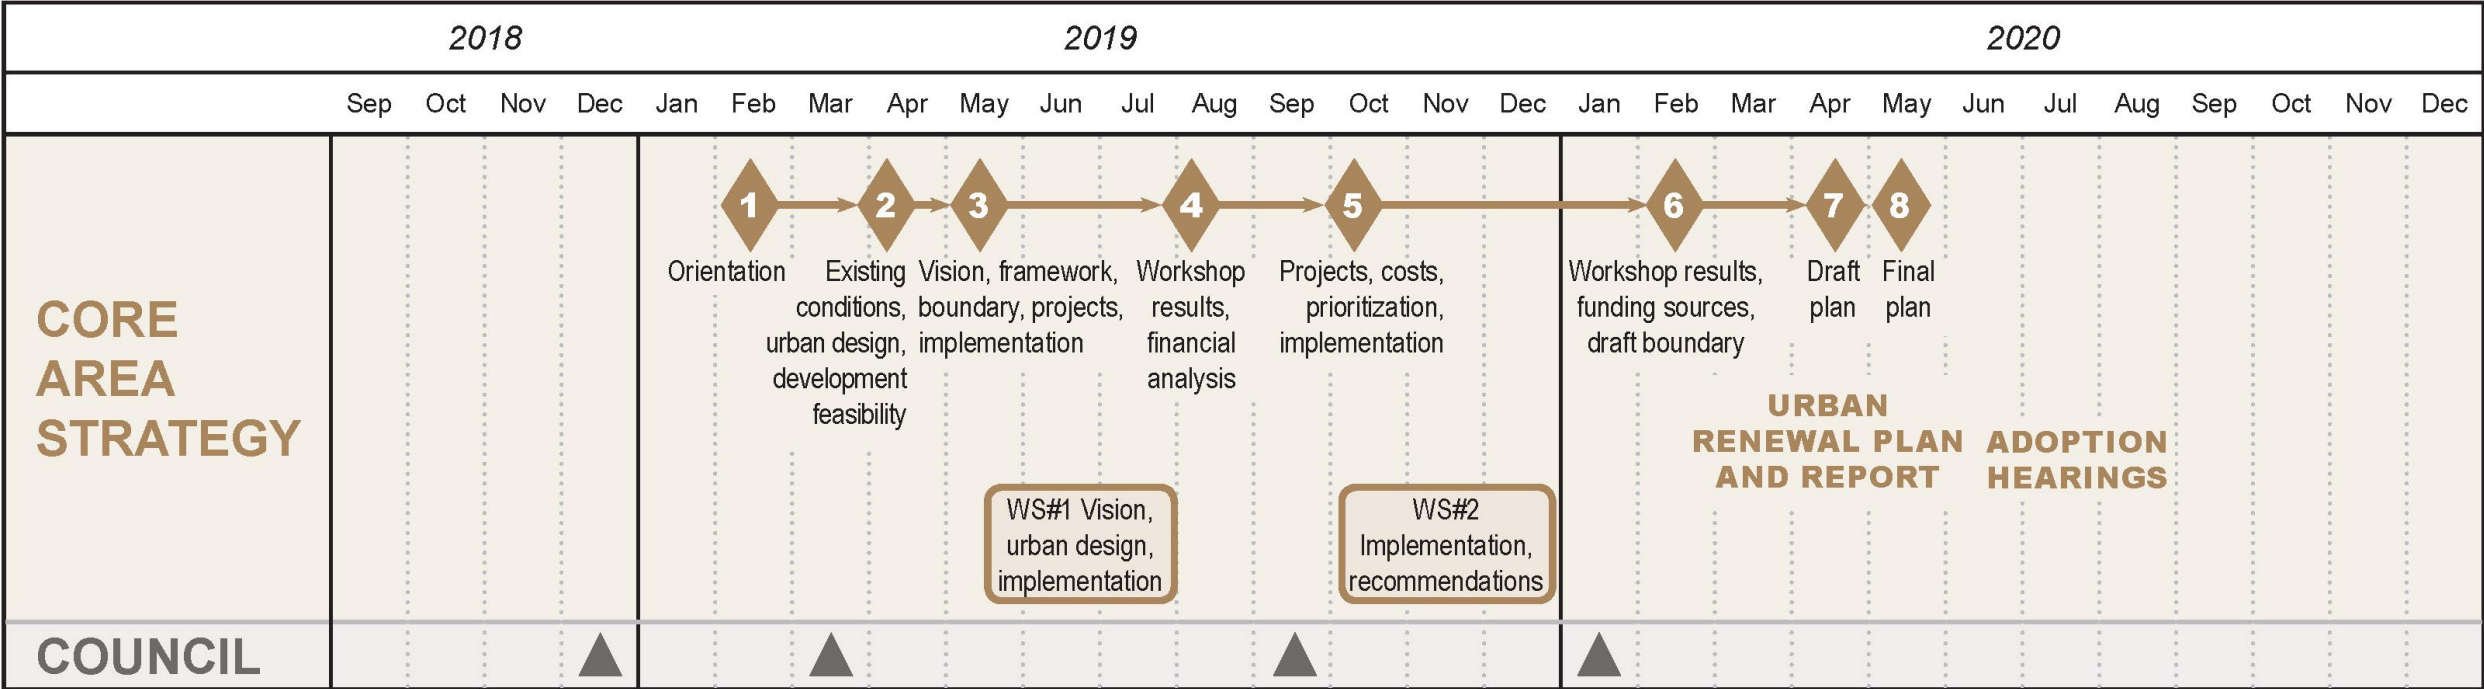 2018 2019 2020
Sep Oct Nov Dec Jan Feb Mar Apr May Jun Jul Aug Sep Oct Nov Dec Jan Feb Mar Apr May Jun Jul Aug Sep Oct Nov Dec
CORE
AREA
STRATEGY
1 2 3 4 5 6 7 8
Orientation
Existing
conditions,
urban design,
development
feasibility
Vision, framework,
boundary, projects,
implementation
Workshop
results,
financial
analysis
Projects, costs,
prioritization,
implementation
Workshop results,
funding sources,
draft boundary
Draft
plan
Final
plan
URBAN
RENEWAL PLAN
AND REPORT
ADOPTION
HEARINGS
WS#1 Vision,
urban design,
implementation
WS#2
Implementation,
recommendations
COUNCIL